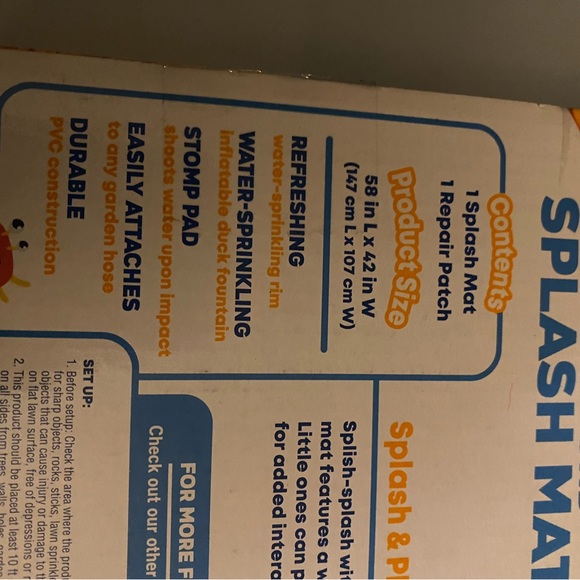 SPLASH MAT
Contents
1 Splash Mat
1 Repair Patch
Product Size
58 in L x 42 in W
(147 cm L x 107 cm W)
REFRESHING
water-sprinkling rim
WATER-SPRINKLING
inflatable duck fountain
STOMP PAD
shoots water upon impact
EASILY ATTACHES
to any garden hose
DURABLE
PVC construction
Splash &
Splish-splash
mat features a
Little ones can
for added
FOR MORE
Check out our other
SET UP:
1. Before setup: Check the area where the
for sharp objects, rocks, sticks, lawn
objects that can cause injury or damage to
on flat lawn surface, free of depressions or
2. This product should be placed at least 10 ft
on all sides from trees, walls, holes,